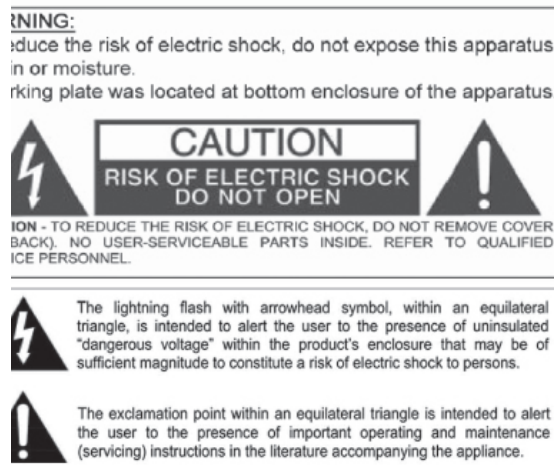 RNING:
educe the risk of electric shock, do not expose this apparatus
in or moisture.
rking plate was located at bottom enclosure of the apparatus.
CAUTION
RISK OF ELECTRIC SHOCK
DO NOT OPEN
ION - TO REDUCE THE RISK OF ELECTRIC SHOCK, DO NOT REMOVE COVER
BACK). NO USER-SERVICEABLE PARTS INSIDE. REFER TO QUALIFIED
ICE PERSONNEL.
The lightning flash with arrowhead symbol, within an equilateral
triangle, is intended to alert the user to the presence of uninsulated
“dangerous voltage” within the product's enclosure that may be of
sufficient magnitude to constitute a risk of electric shock to persons.
The exclamation point within an equilateral triangle is intended to alert
the user to the presence of important operating and maintenance
(servicing) instructions in the literature accompanying the appliance.